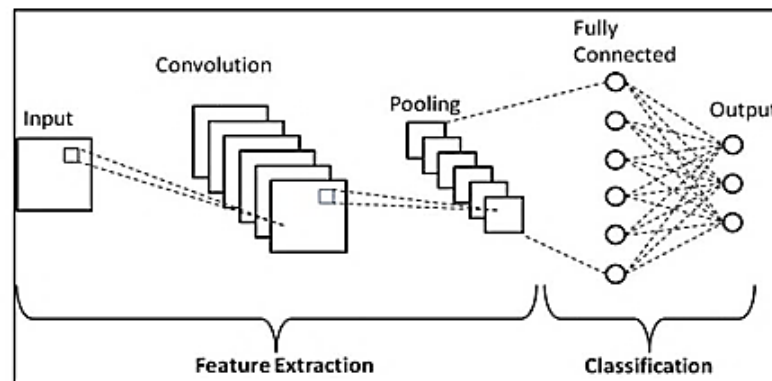 Fully
Connected
Convolution
Pooling
Output
Input
Feature Extraction
Classification